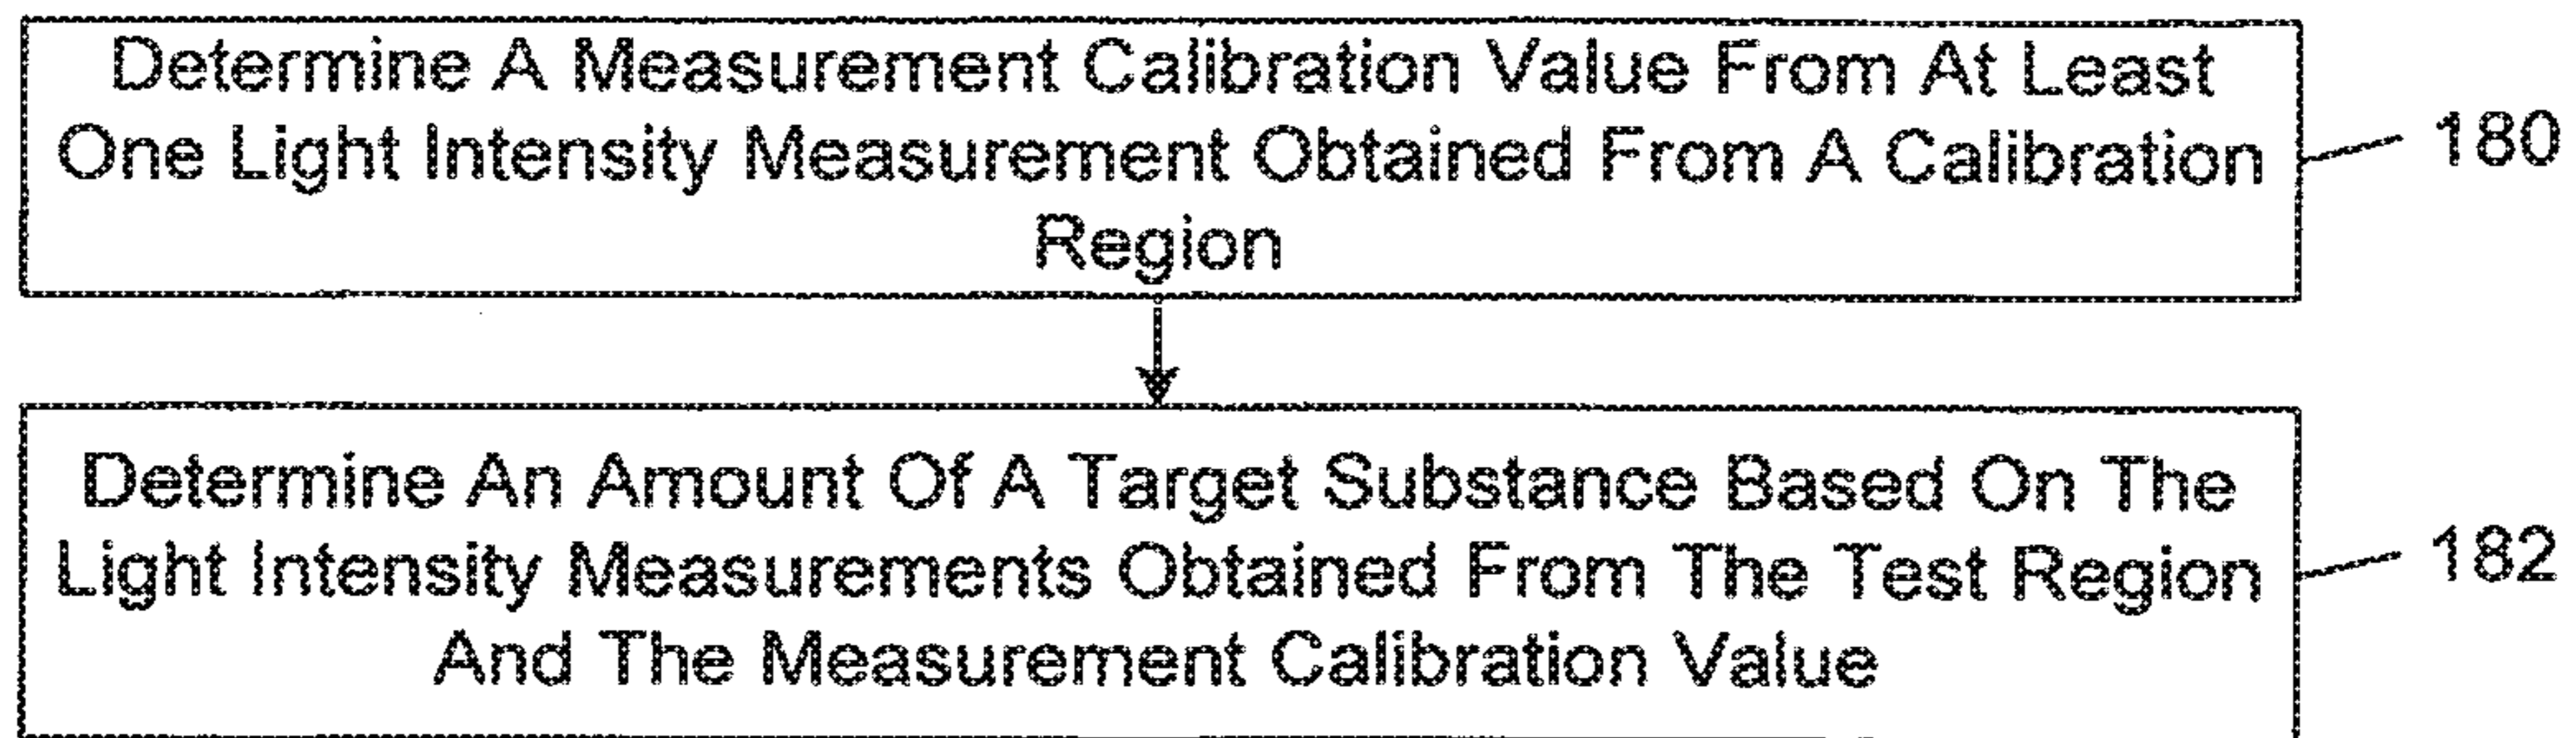 Determine A Measurement Calibration Value From At Least
One Light Intensity Measurement Obtained From A Calibration
Region
180
Determine An Amount Of A Target Substance Based On The
Light Intensity Measurements Obtained From The Test Region
And The Measurement Calibration Value
182